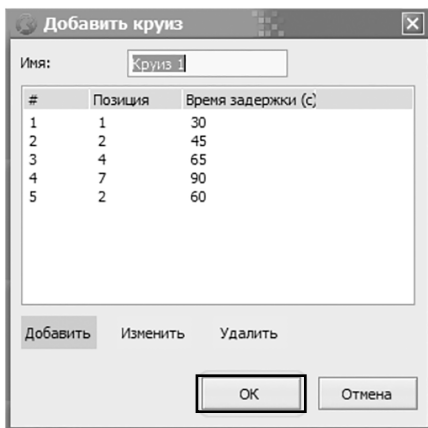 Добавить круиз
Имя: Круиз 1
# Позиция Время задержки (с)
1 1 30
2 2 45
3 4 65
4 7 90
5 2 60
Добавить Изменить Удалить
OK Отмена